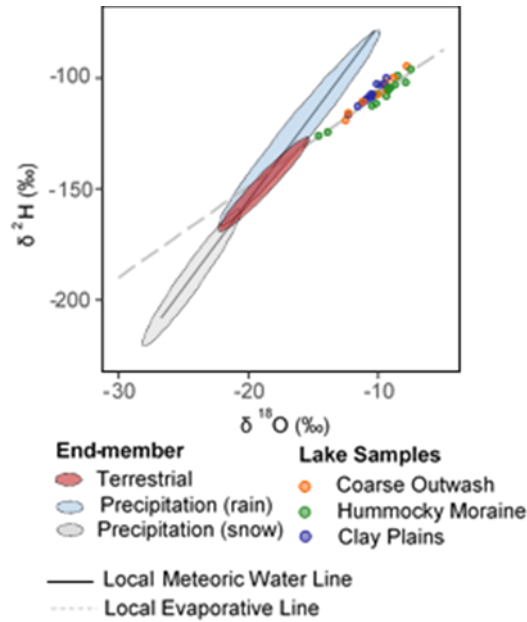 -100
-150
-200
δ ²H (‰)
-30 -20 -10
δ ¹⁸O (‰)
End-member
Terrestrial
Precipitation (rain)
Precipitation (snow)
Lake Samples
Coarse Outwash
Hummocky Moraine
Clay Plains
Local Meteoric Water Line
Local Evaporative Line